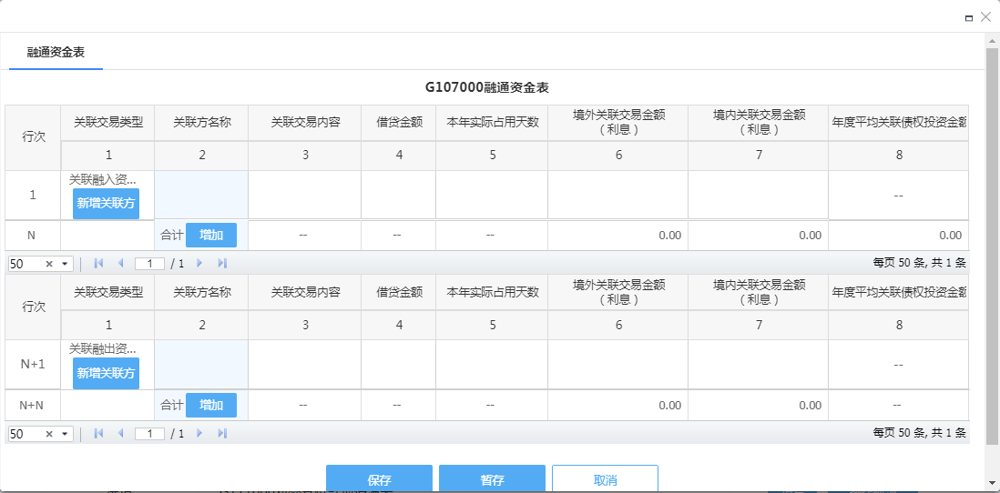 融通资金表
G107000融通资金表
行次 关联交易类型 关联方名称 关联交易内容 借贷金额 本年实际占用天数 境外关联交易金额（利息） 境内关联交易金额（利息） 年度平均关联债权投资金额
1 2 3 4 5 6 7 8
1 关联融入资... --
新增关联方
N 合计 增加 -- -- -- 0.00 0.00 0.00
50 1 / 1 每页 50 条, 共 1 条
行次 关联交易类型 关联方名称 关联交易内容 借贷金额 本年实际占用天数 境外关联交易金额（利息） 境内关联交易金额（利息） 年度平均关联债权投资金额
1 2 3 4 5 6 7 8
N+1 关联融出资... --
新增关联方
N+N 合计 增加 -- -- -- 0.00 0.00 --
50 1 / 1 每页 50 条, 共 1 条
保存 暂存 取消